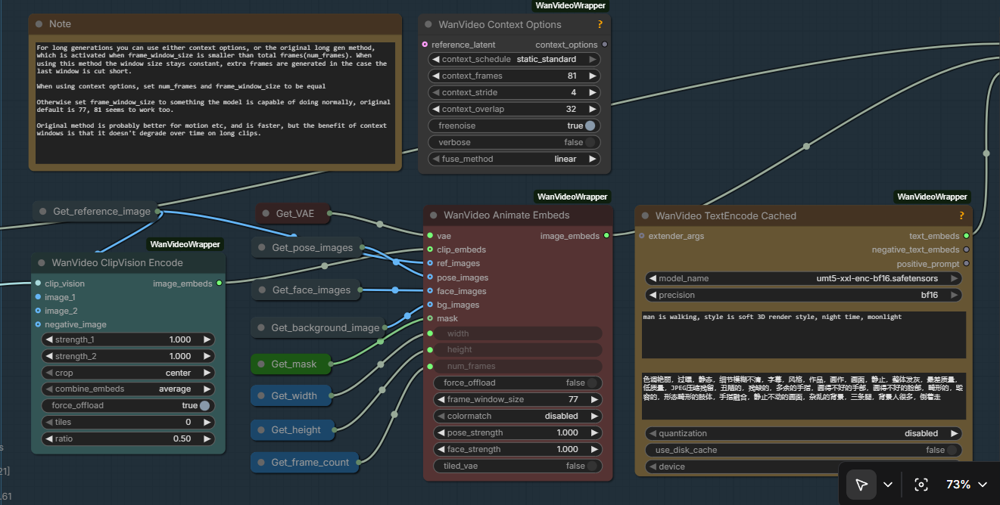 WanVideoWrapper
Note
For long generations you can use either context options, or the original long gen method,
which is activated when frame_window_size is smaller than total frames(num_frames). When
using this method the window size stays constant, extra frames are generated in the case the
last window is cut short.
When using context options, set num_frames and frame_window_size to be equal
Otherwise set frame_window_size to something the model is capable of doing normally, original
default is 77, 81 seems to work too.
Original method is probably better for motion etc, and is faster, but the benefit of context
windows is that it doesn't degrade over time on long clips.
WanVideo Context Options ?
reference_latent context_options
context_schedule static_standard
context_frames 81
context_stride 4
context_overlap 32
freenoise true
verbose false
fuse_method linear
Get_reference_image
WanVideoWrapper
WanVideo ClipVision Encode
clip_vision image_embeds
image_1
image_2
negative_image
strength_1 1.000
strength_2 1.000
crop center
combine_embeds average
force_offload true
tiles 0
ratio 0.50
Get_VAE
Get_pose_images
Get_face_images
Get_background_image
Get_mask
Get_width
Get_height
Get_frame_count
WanVideoWrapper
WanVideo Animate Embeds
vae image_embeds
clip_embeds
ref_images
pose_images
face_images
bg_images
mask
width
height
num_frames
force_offload false
frame_window_size 77
colormatch disabled
pose_strength 1.000
face_strength 1.000
tiled_vae false
WanVideoWrapper
WanVideo TextEncode Cached ?
extender_args text_embeds
negative_text_embeds
positive_prompt
model_name umt5-xxl-enc-bf16.safetensors
precision bf16
man is walking, style is soft 3D render style, night time, moonlight
色调艳丽，过曝，静态，细节模糊不清，字幕，风格，作品，画作，画面，静止，整体发灰，最差质量，
低质量，JPEG压缩残留，丑陋的，残缺的，多余的手指，画得不好的手部，画得不好的脸部，畸形的，毁
容的，形态畸形的肢体，手指融合，静止不动的画面，杂乱的背景，三条腿，背景人很多，倒着走
quantization disabled
use_disk_cache false
device
s
21]
.61
73%